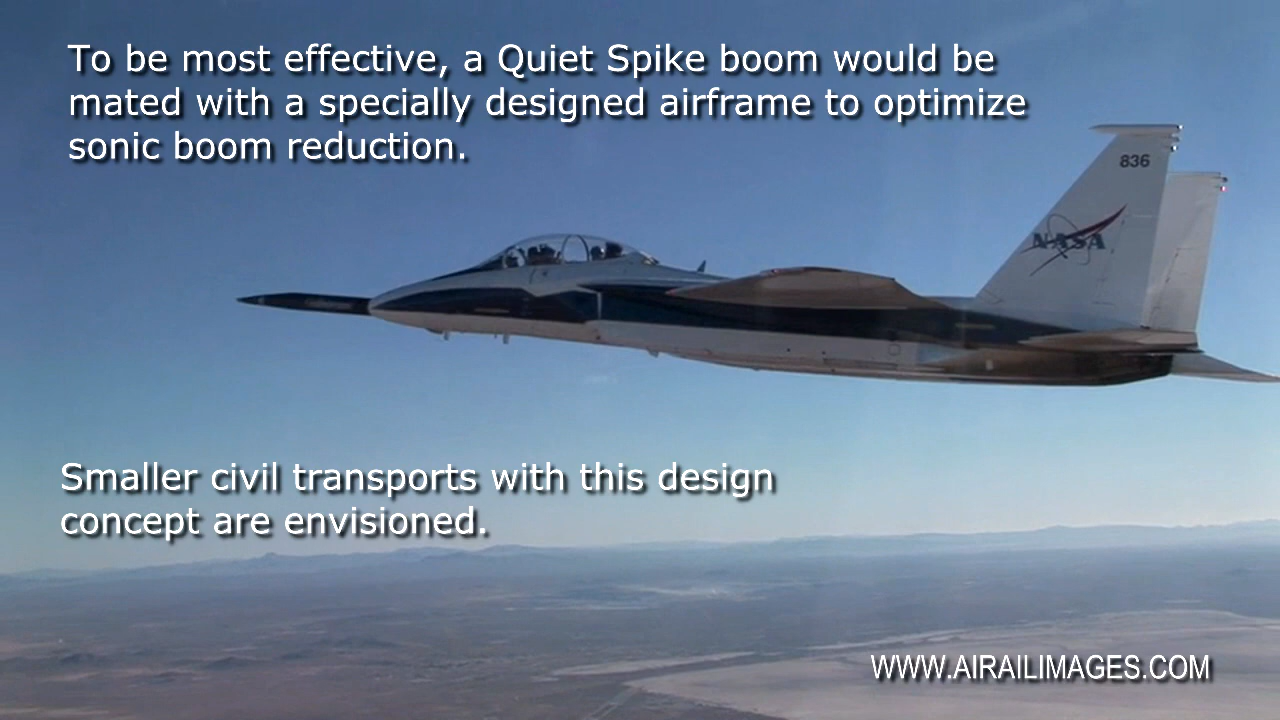 To be most effective, a Quiet Spike boom would be
mated with a specially designed airframe to optimize
sonic boom reduction.
836
NASA
Smaller civil transports with this design
concept are envisioned.
WWW.AIRAILIMAGES.COM